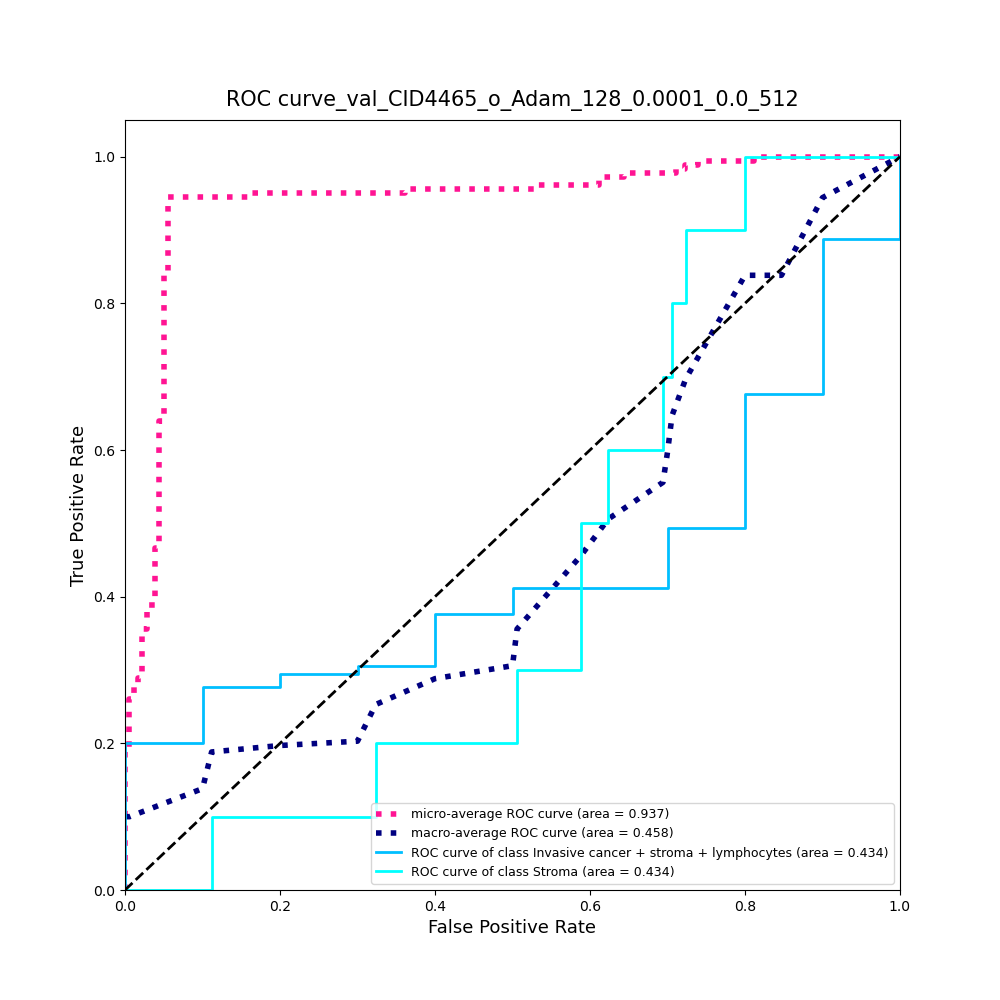 ROC curve_val_CID4465_o_Adam_128_0.0001_0.0_512
True Positive Rate
1.0
0.8
0.6
0.4
0.2
0.0
micro-average ROC curve (area = 0.937)
macro-average ROC curve (area = 0.458)
ROC curve of class Invasive cancer + stroma + lymphocytes (area = 0.434)
ROC curve of class Stroma (area = 0.434)
0.0 0.2 0.4 0.6 0.8 1.0
False Positive Rate